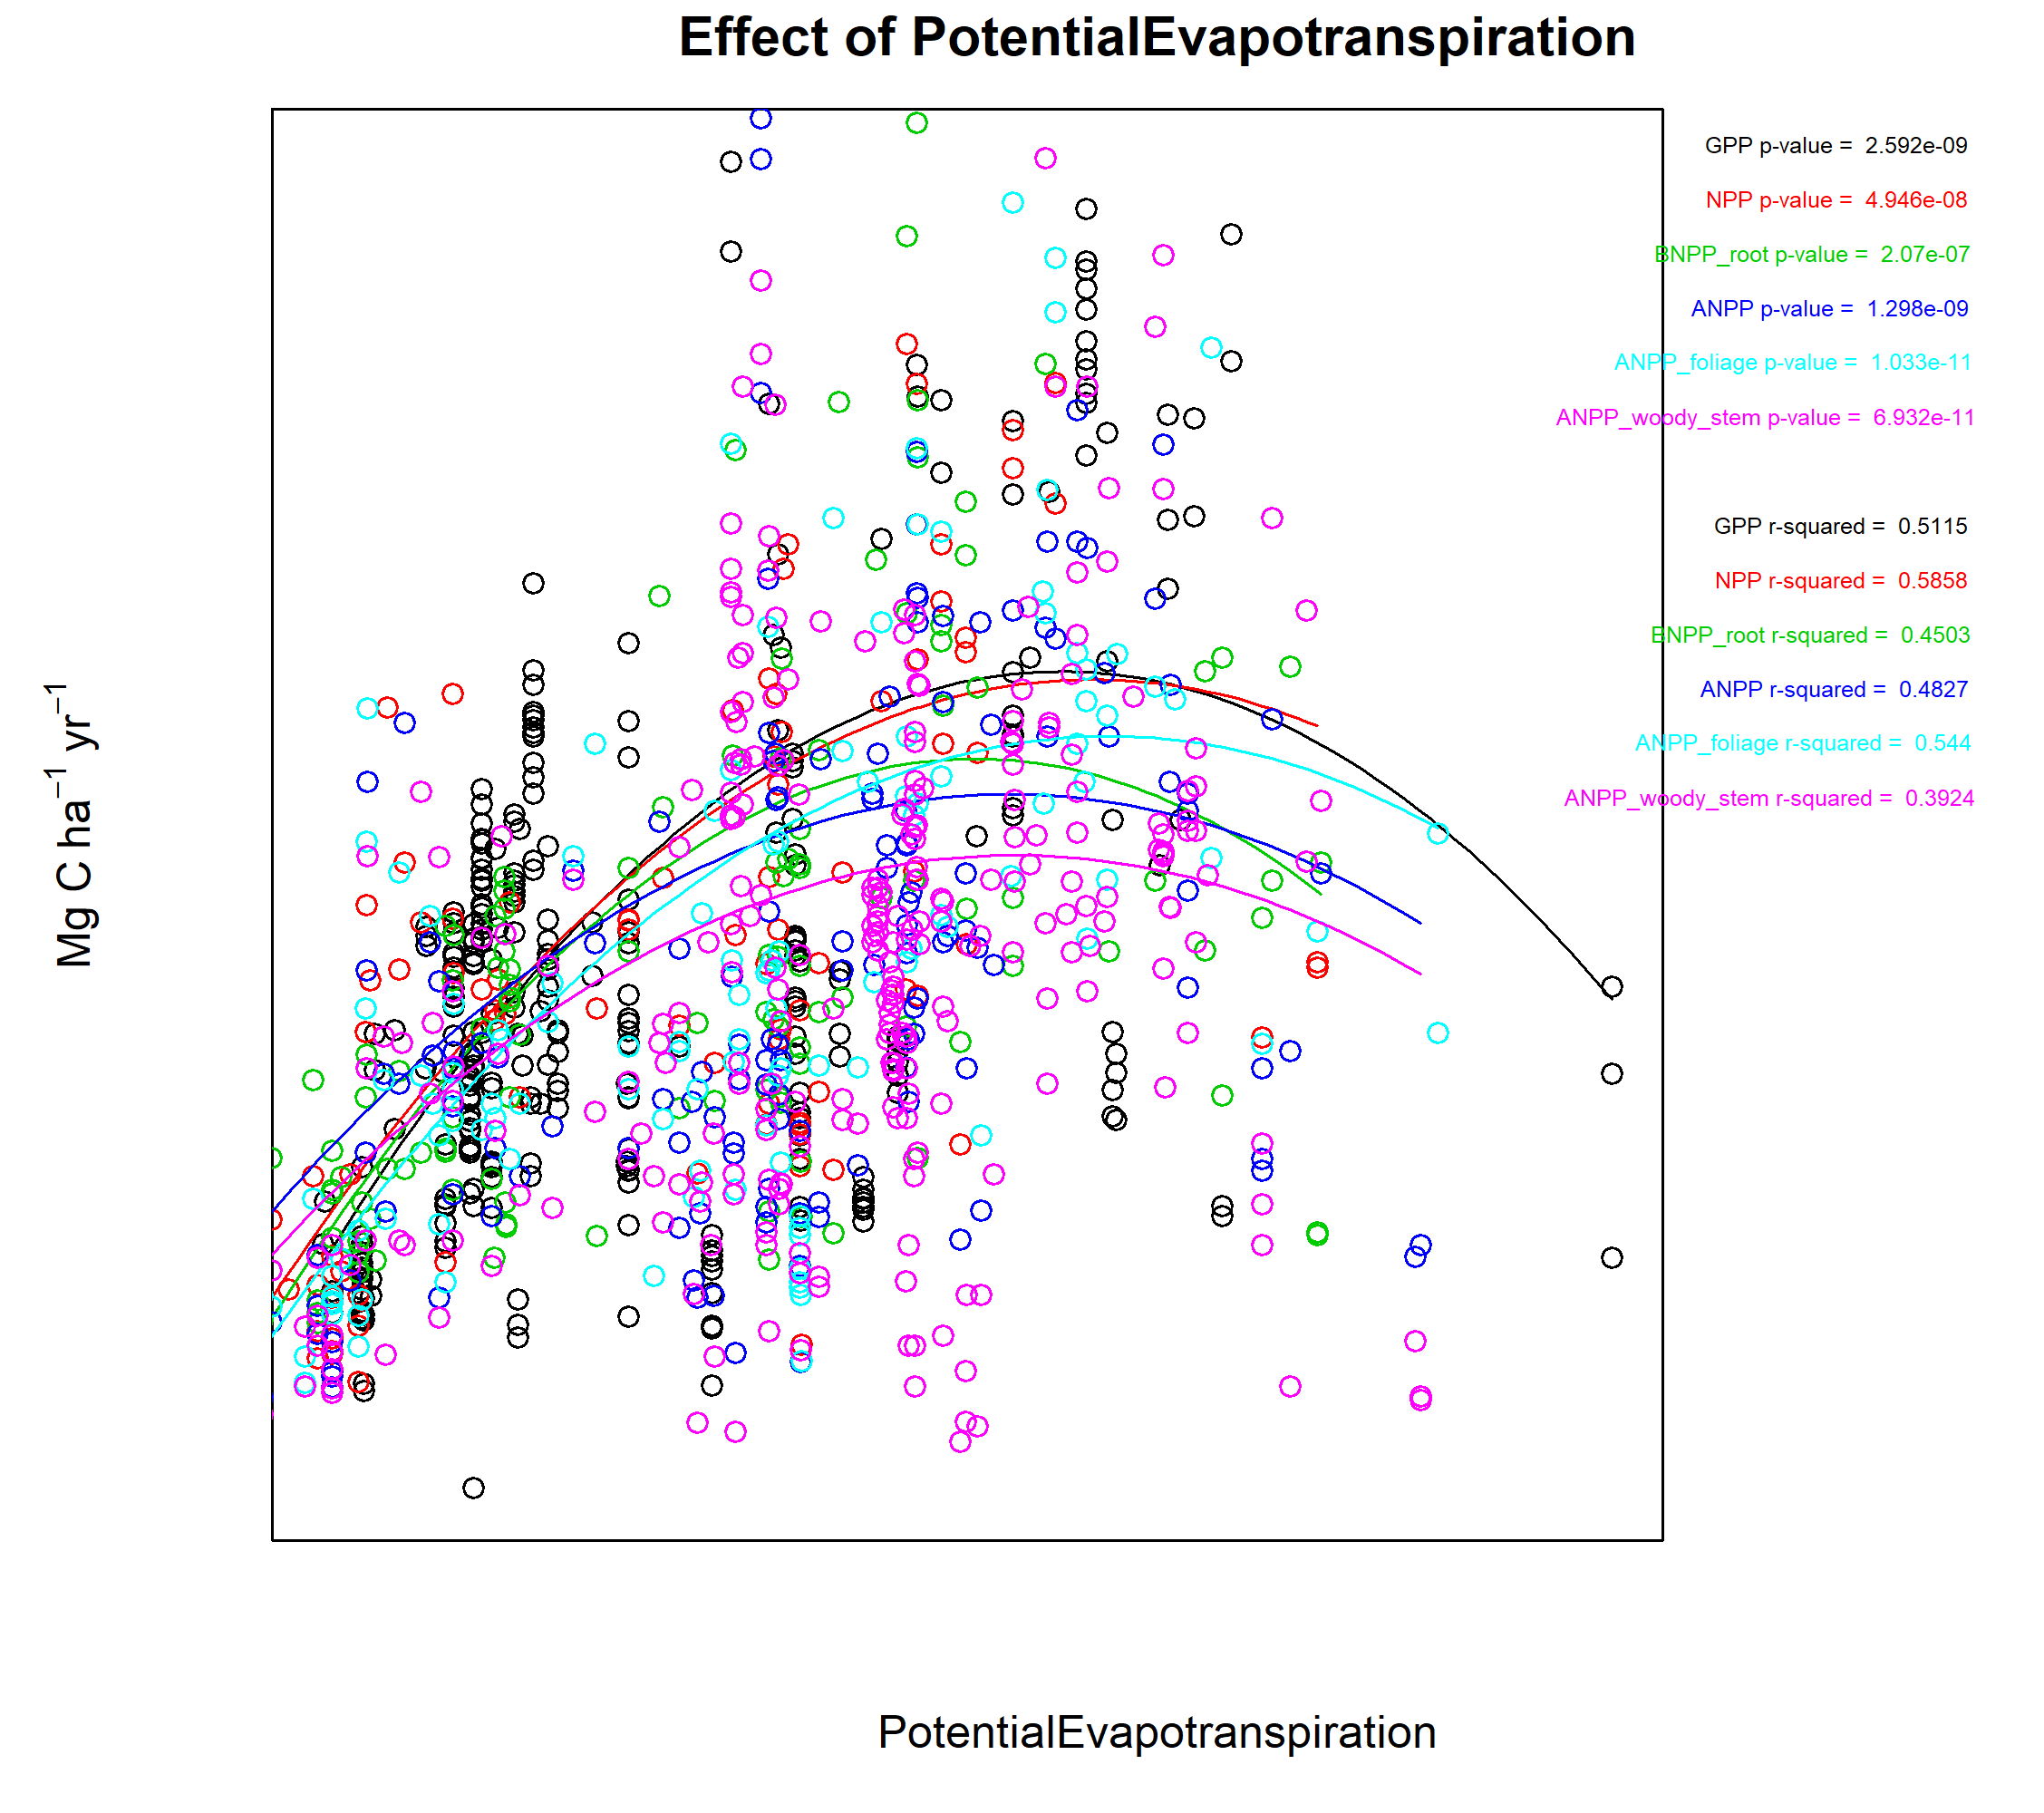 Effect of PotentialEvapotranspiration
GPP p-value = 2.592e-09
NPP p-value = 4.946e-08
BNPP_root p-value = 2.07e-07
ANPP p-value = 1.298e-09
ANPP_foliage p-value = 1.033e-11
ANPP_woody_stem p-value = 6.932e-11
GPP r-squared = 0.5115
NPP r-squared = 0.5858
BNPP_root r-squared = 0.4503
ANPP r-squared = 0.4827
ANPP_foliage r-squared = 0.544
ANPP_woody_stem r-squared = 0.3924
Mg C ha⁻¹ yr⁻¹
PotentialEvapotranspiration